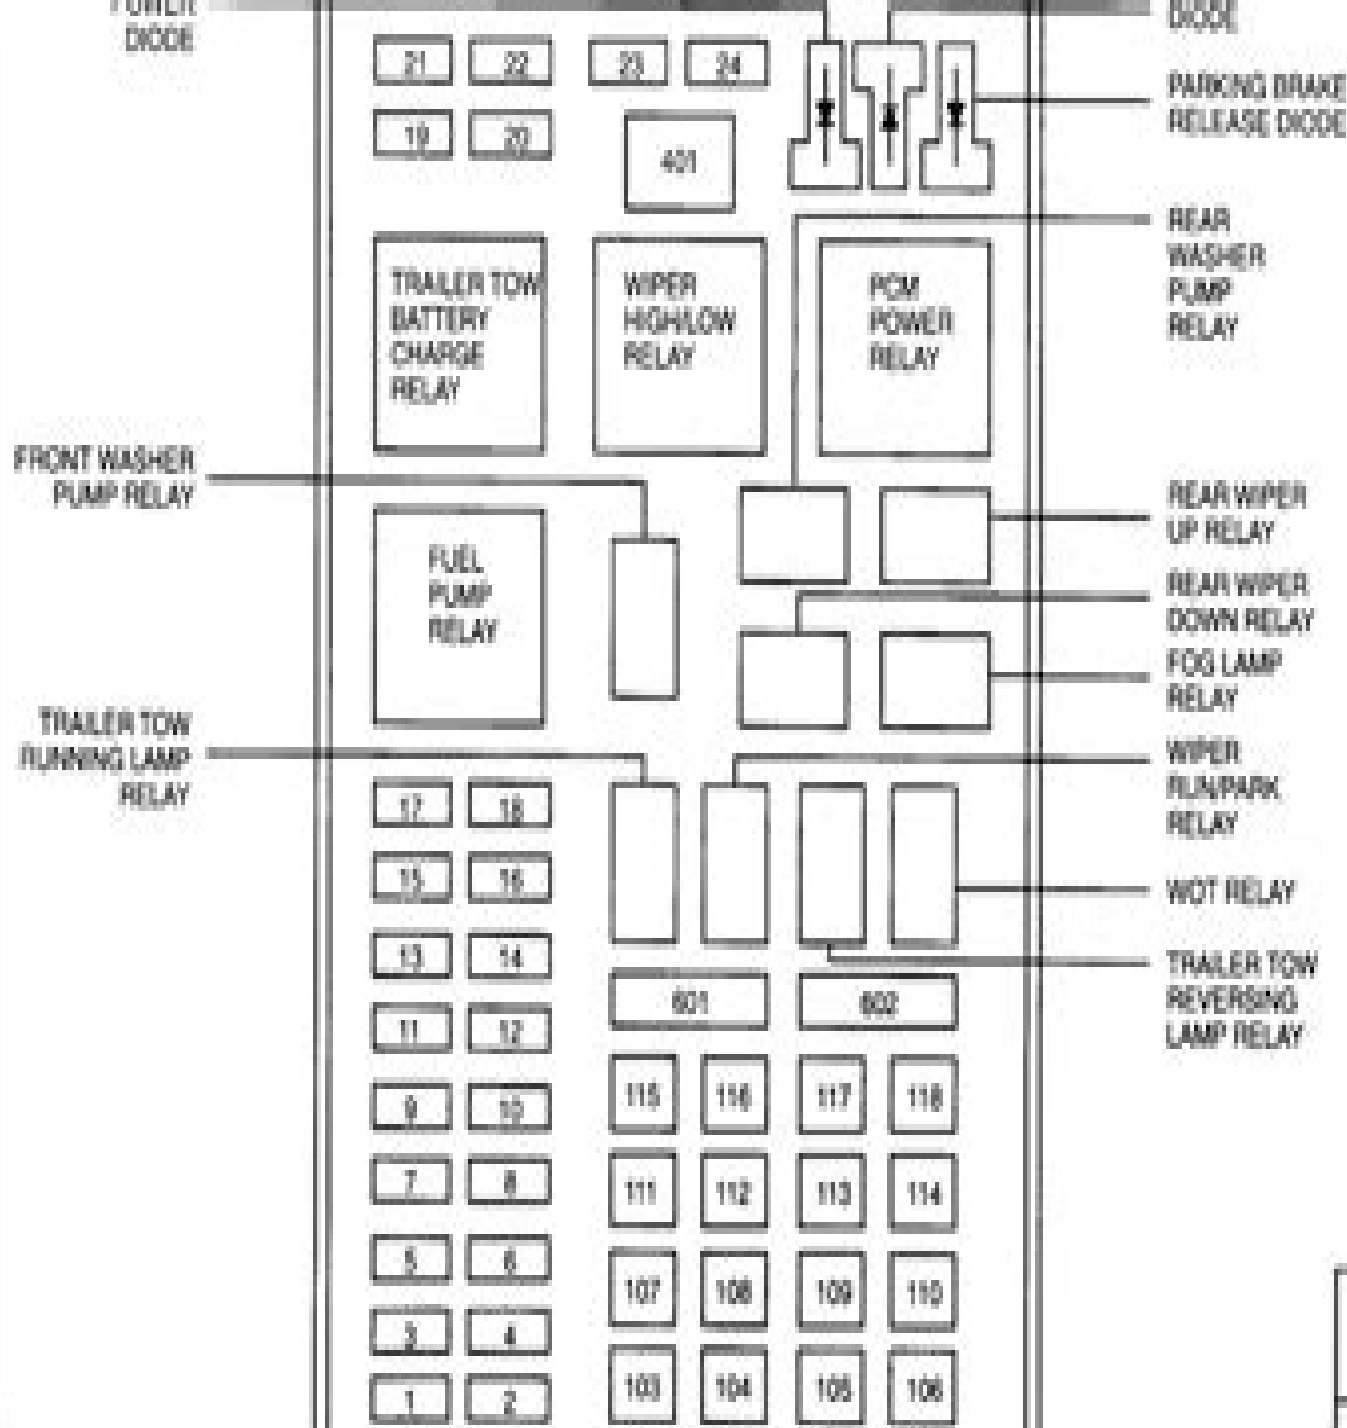 POWER
DIODE
DIODE
21
22
23
24
PARKING BRAKE
RELEASE DIODE
19
20
401
REAR
WASHER
PUMP
RELAY
TRAILER TOW
BATTERY
CHARGE
RELAY
WIPER
HIGH/LOW
RELAY
PCM
POWER
RELAY
FRONT WASHER
PUMP RELAY
REAR WIPER
UP RELAY
FUEL
PUMP
RELAY
REAR WIPER
DOWN RELAY
FOG LAMP
RELAY
TRAILER TOW
RUNNING LAMP
RELAY
WIPER
RUN/PARK
RELAY
17
18
15
16
WOT RELAY
13
14
TRAILER TOW
REVERSING
LAMP RELAY
601
602
11
12
115
116
117
118
9
10
7
8
111
112
113
114
5
6
107
108
109
110
3
4
103
104
105
106
1
2